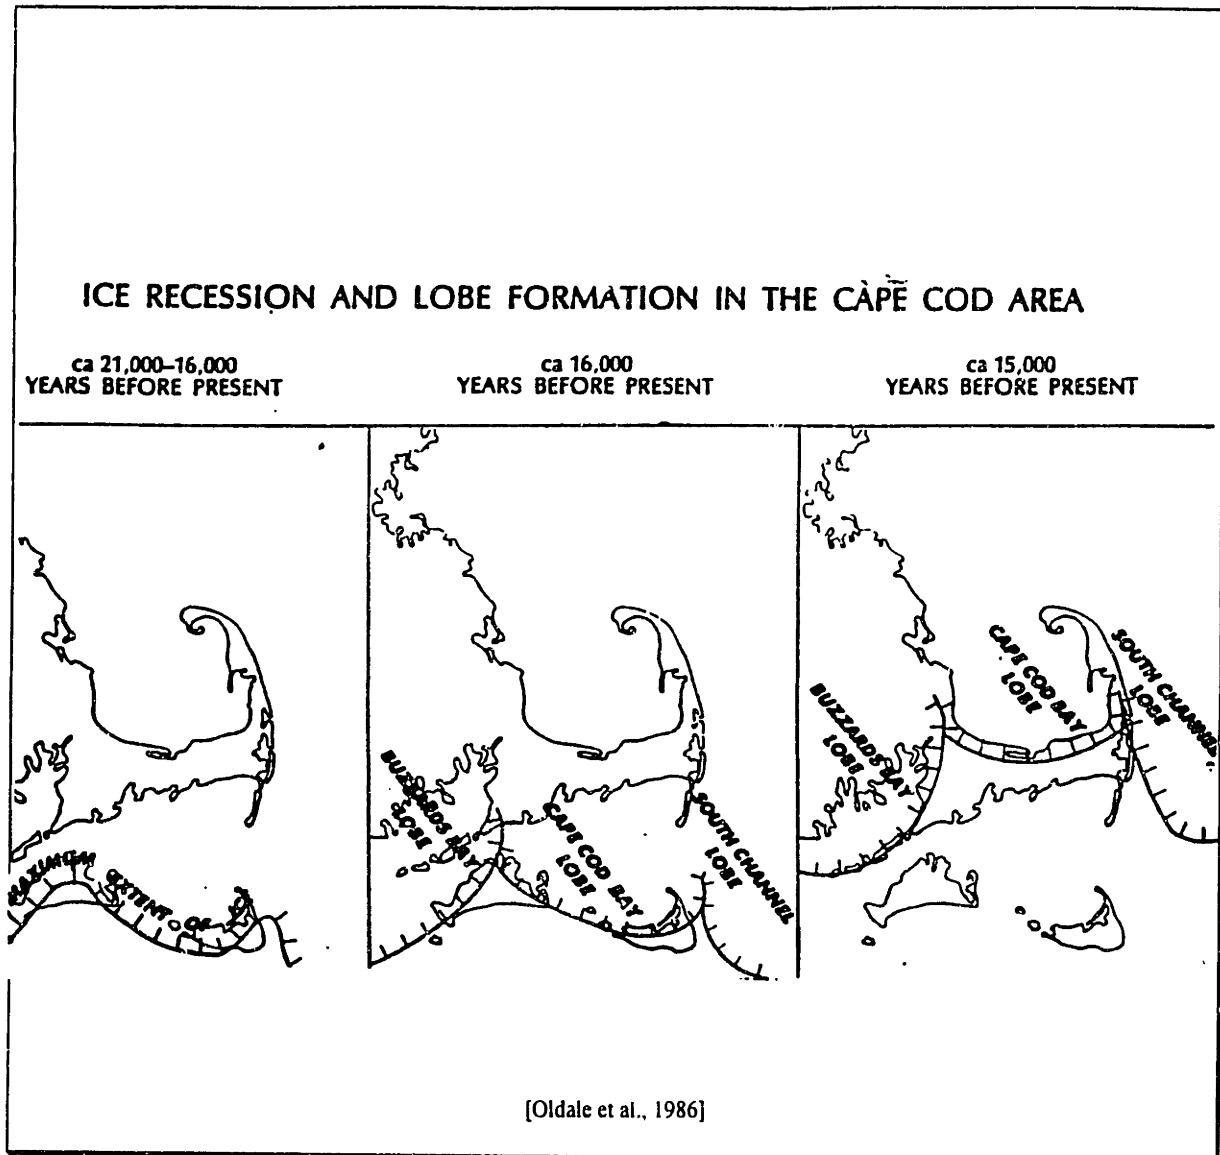 ICE RECESSION AND LOBE FORMATION IN THE CAPE COD AREA
ca 21,000–16,000
YEARS BEFORE PRESENT
ca 16,000
YEARS BEFORE PRESENT
ca 15,000
YEARS BEFORE PRESENT
MAXIMUM EXTENT OF
BUZZARDS BAY
LOBE
CAPE COD BAY
LOBE
SOUTH CHANNEL
LOBE
BUZZARDS BAY
LOBE
CAPE COD BAY
LOBE
SOUTH CHANNEL
LOBE
[Oldale et al., 1986]